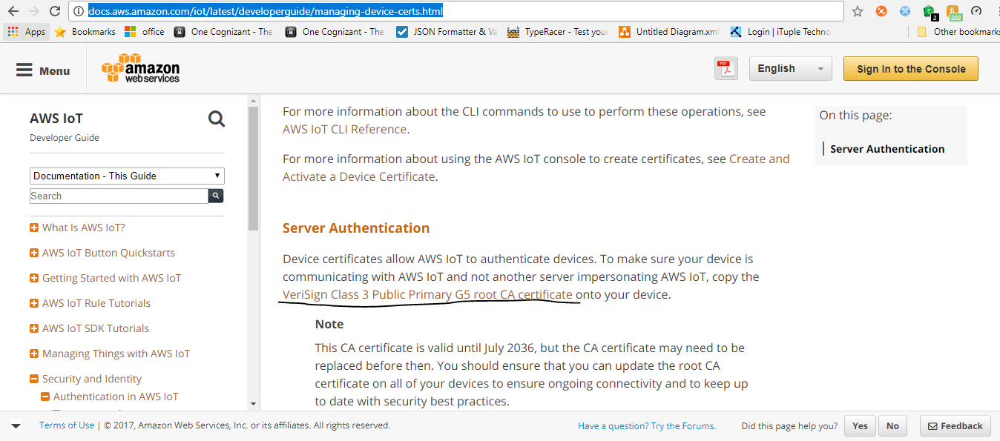 docs.aws.amazon.com/iot/latest/developerguide/managing-device-certs.html
2
202
Apps
Bookmarks
office
One Cognizant - The
One Cognizant - The
JSON Formatter & Va
TypeRacer - Test your
Untitled Diagram.xml
Login | iTuple Techno
Other bookmarks
Menu
amazon
web services
PDF
English
Sign In to the Console
AWS IoT
Developer Guide
Documentation - This Guide
Search
What Is AWS IoT?
AWS IoT Button Quickstarts
Getting Started with AWS IoT
AWS IoT Rule Tutorials
AWS IoT SDK Tutorials
Managing Things with AWS IoT
Security and Identity
Authentication in AWS IoT
For more information about the CLI commands to use to perform these operations, see
AWS IoT CLI Reference.
For more information about using the AWS IoT console to create certificates, see Create and
Activate a Device Certificate.
Server Authentication
Device certificates allow AWS IoT to authenticate devices. To make sure your device is
communicating with AWS IoT and not another server impersonating AWS IoT, copy the
VeriSign Class 3 Public Primary G5 root CA certificate onto your device.
Note
This CA certificate is valid until July 2036, but the CA certificate may need to be
replaced before then. You should ensure that you can update the root CA
certificate on all of your devices to ensure ongoing connectivity and to keep up
to date with security best practices.
On this page:
Server Authentication
Terms of Use | © 2017, Amazon Web Services, Inc. or its affiliates. All rights reserved.
Have a question? Try the Forums.
Did this page help you?
Yes
No
Feedback